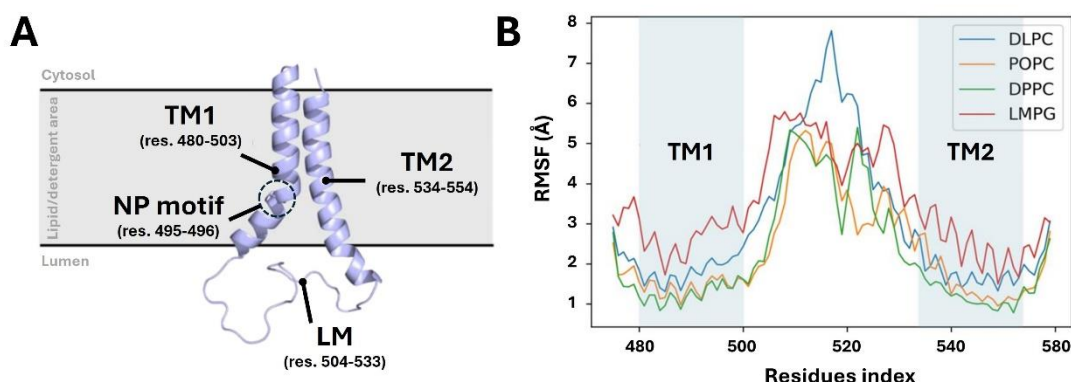 A
Cytosol
Lipid/detergent area
TM1
(res. 480-503)
TM2
(res. 534-554)
NP motif
(res. 495-496)
Lumen
LM
(res. 504-533)
B
8
7
6
5
4
3
2
1
RMSF (Å)
TM1
TM2
DLPC
POPC
DPPC
LMPG
480
500
520
540
580
Residues index